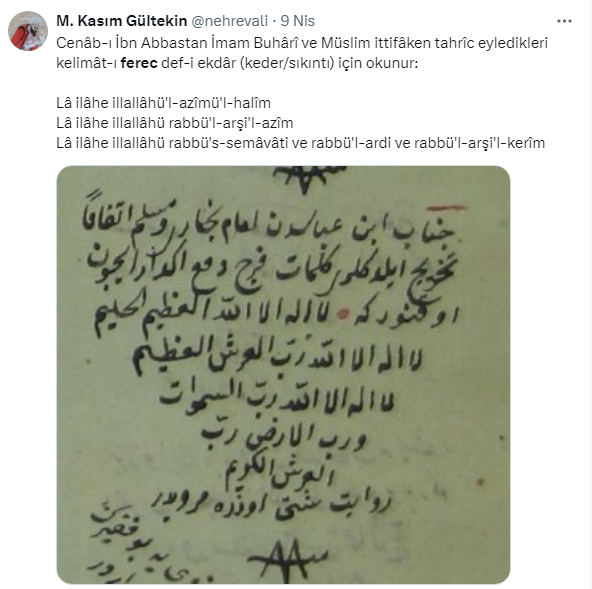 M. Kasım Gültekin @nehrevali · 9 Nis
Cenâb-ı İbn Abbastan İmam Buhârî ve Müslim ittifâken tahrîc eyledikleri
kelimât-ı ferec def-i ekdâr (keder/sıkıntı) için okunur:
Lâ ilâhe illallâhü'l-azîmü'l-halîm
Lâ ilâhe illallâhü rabbü'l-arşi'l-azîm
Lâ ilâhe illallâhü rabbü's-semâvâti ve rabbü'l-ardi ve rabbü'l-arşi'l-kerîm
جناب ابن عباسدن امام بخاری و مسلم اتفاقا
تخریج ایلدکلری کلمات فرج دفع اکدار ایچون
اوقنور که لا اله الا الله العظیم الحلیم
لا اله الا الله رَبّ العرش العظیم
لا اله الا الله ربّ السموات
ورب الارض ربّ
العرش الکریم
روایت شتی اوزره مرویدر